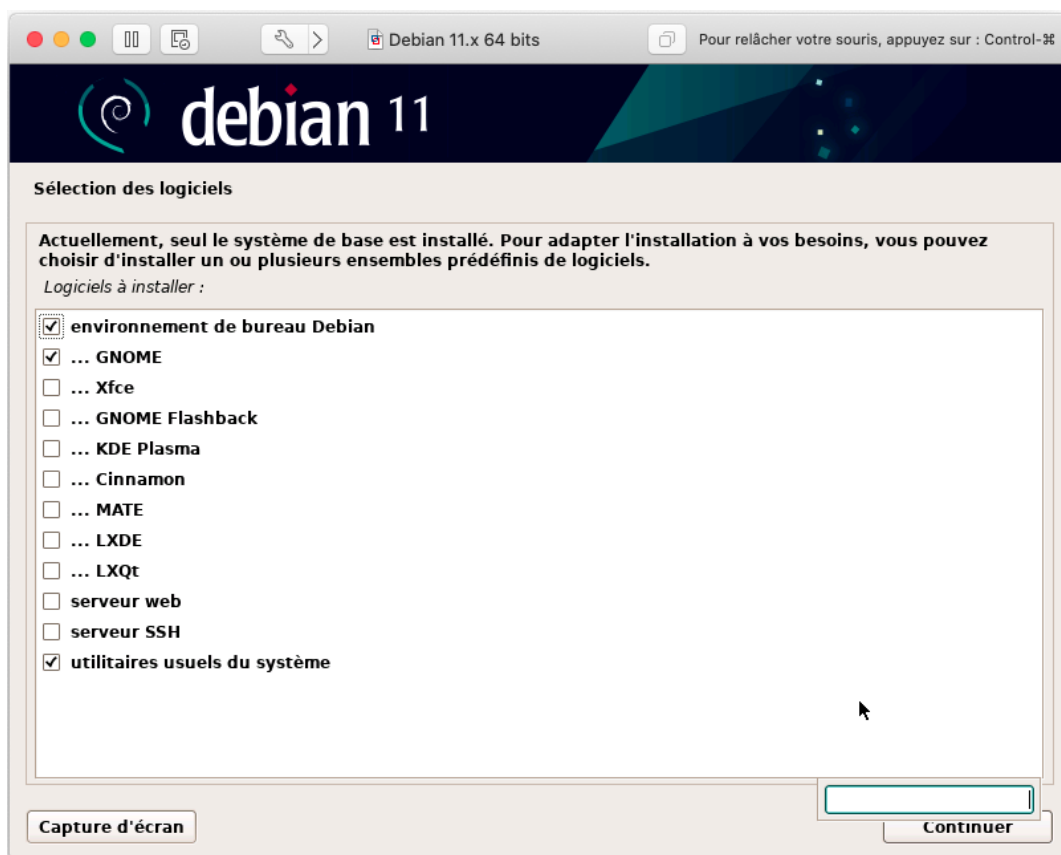 Debian 11.x 64 bits
Pour relâcher votre souris, appuyez sur : Control-⌘
debian 11
Sélection des logiciels
Actuellement, seul le système de base est installé. Pour adapter l'installation à vos besoins, vous pouvez
choisir d'installer un ou plusieurs ensembles prédéfinis de logiciels.
Logiciels à installer :
environnement de bureau Debian
... GNOME
... Xfce
... GNOME Flashback
... KDE Plasma
... Cinnamon
... MATE
... LXDE
... LXQt
serveur web
serveur SSH
utilitaires usuels du système
Capture d'écran
Continuer